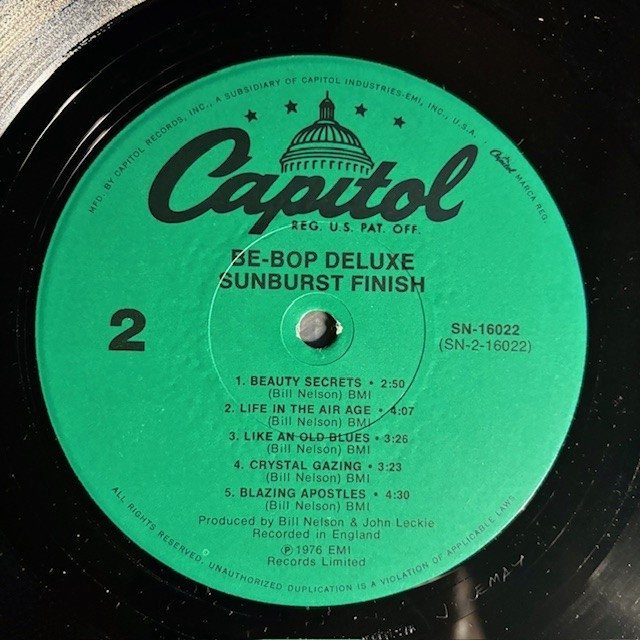 MFD. BY CAPITOL RECORDS, INC., A SUBSIDIARY OF CAPITOL INDUSTRIES-EMI, INC., U.S.A. • Capitol MARCA REG.
Capitol
REG. U.S. PAT. OFF.
BE-BOP DELUXE
SUNBURST FINISH
2
SN-16022
(SN-2-16022)
1. BEAUTY SECRETS • 2:50
(Bill Nelson) BMI
2. LIFE IN THE AIR AGE • 4:07
(Bill Nelson) BMI
3. LIKE AN OLD BLUES • 3:26
(Bill Nelson) BMI
4. CRYSTAL GAZING • 3:23
(Bill Nelson) BMI
5. BLAZING APOSTLES • 4:30
(Bill Nelson) BMI
Produced by Bill Nelson & John Leckie
Recorded in England
Ⓟ 1976 EMI
Records Limited
ALL RIGHTS RESERVED. UNAUTHORIZED DUPLICATION IS A VIOLATION OF APPLICABLE LAWS